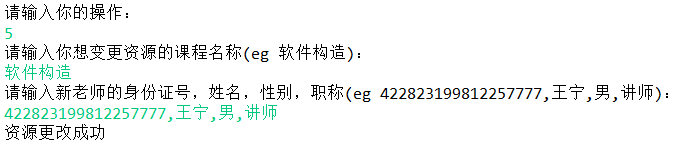 请输入你的操作：
5
请输入你想变更资源的课程名称(eg 软件构造)：
软件构造
请输入新老师的身份证号，姓名，性别，职称(eg 422823199812257777,王宁,男,讲师)：
422823199812257777,王宁,男,讲师
资源更改成功